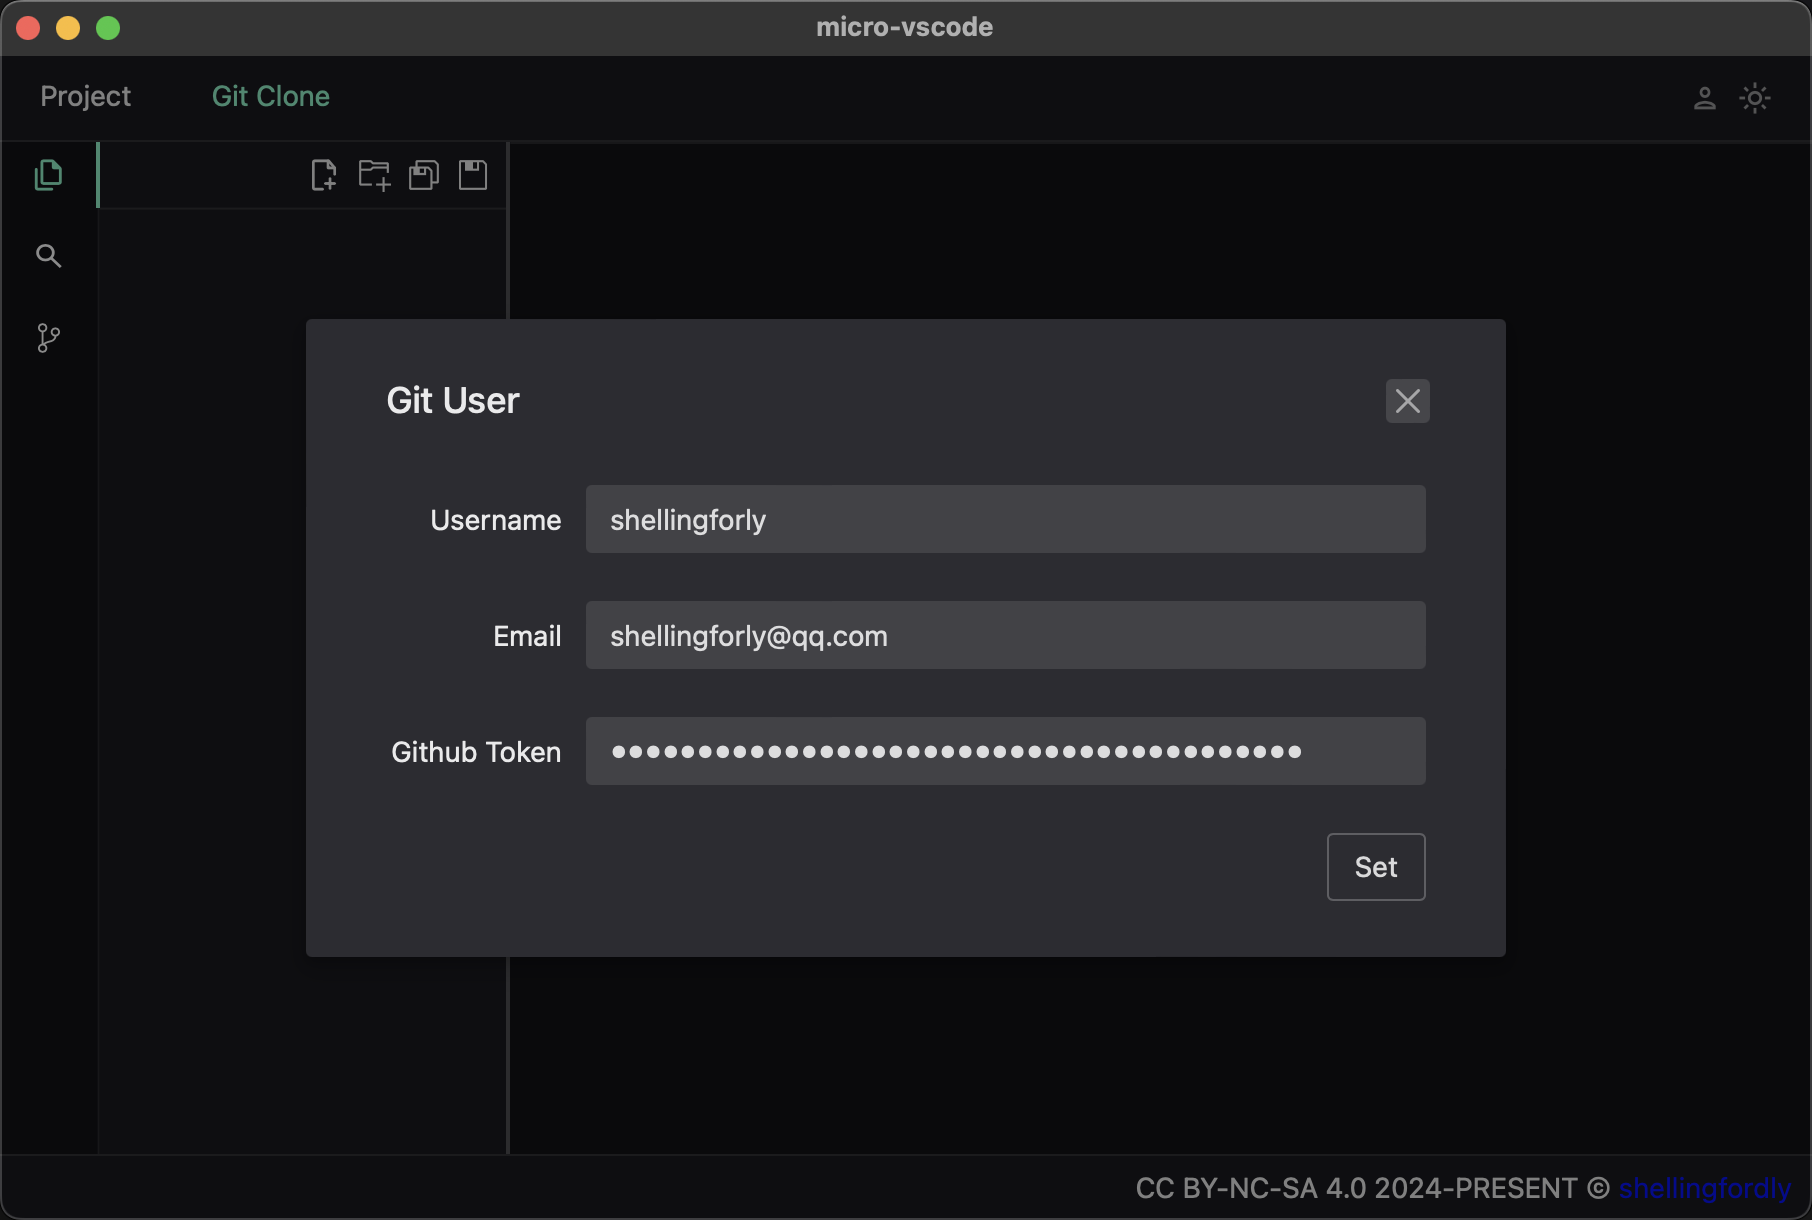 micro-vscode
Project Git Clone
Git User
Username shellingforly
Email shellingforly@qq.com
Github Token ••••••••••••••••••••••••••••••••••••••••
Set
CC BY-NC-SA 4.0 2024-PRESENT © shellingfordly